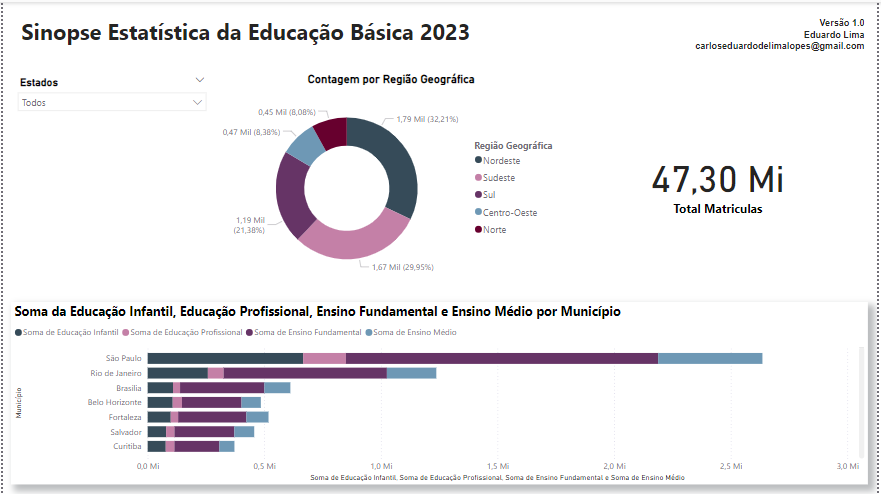 Sinopse Estatística da Educação Básica 2023
Versão 1.0
Eduardo Lima
carloseduardodelimalopes@gmail.com
Estados
Todos
Contagem por Região Geográfica
0,45 Mil (8,08%)
1,79 Mil (32,21%)
0,47 Mil (8,38%)
1,19 Mil
(21,38%)
1,67 Mil (29,95%)
Região Geográfica
Nordeste
Sudeste
Sul
Centro-Oeste
Norte
47,30 Mi
Total Matriculas
Soma da Educação Infantil, Educação Profissional, Ensino Fundamental e Ensino Médio por Município
Soma de Educação Infantil Soma de Educação Profissional Soma de Ensino Fundamental Soma de Ensino Médio
Município
São Paulo
Rio de Janeiro
Brasília
Belo Horizonte
Fortaleza
Salvador
Curitiba
0,0 Mi 0,5 Mi 1,0 Mi 1,5 Mi 2,0 Mi 2,5 Mi 3,0 Mi
Soma de Educação Infantil, Soma de Educação Profissional, Soma de Ensino Fundamental e Soma de Ensino Médio